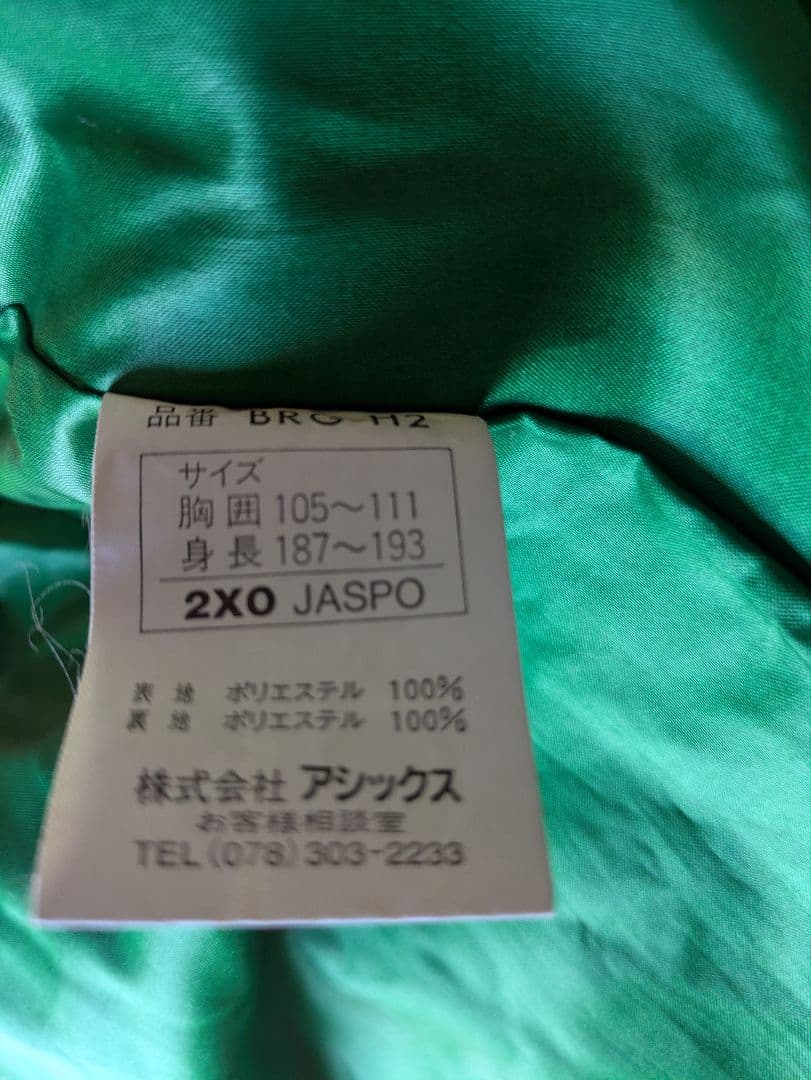 品番 BRG-H2
サイズ
胸囲 105〜111
身長 187〜193
2XO JASPO
表地 ポリエステル 100%
裏地 ポリエステル 100%
株式会社 アシックス
お客様相談室
TEL (078) 303-2233